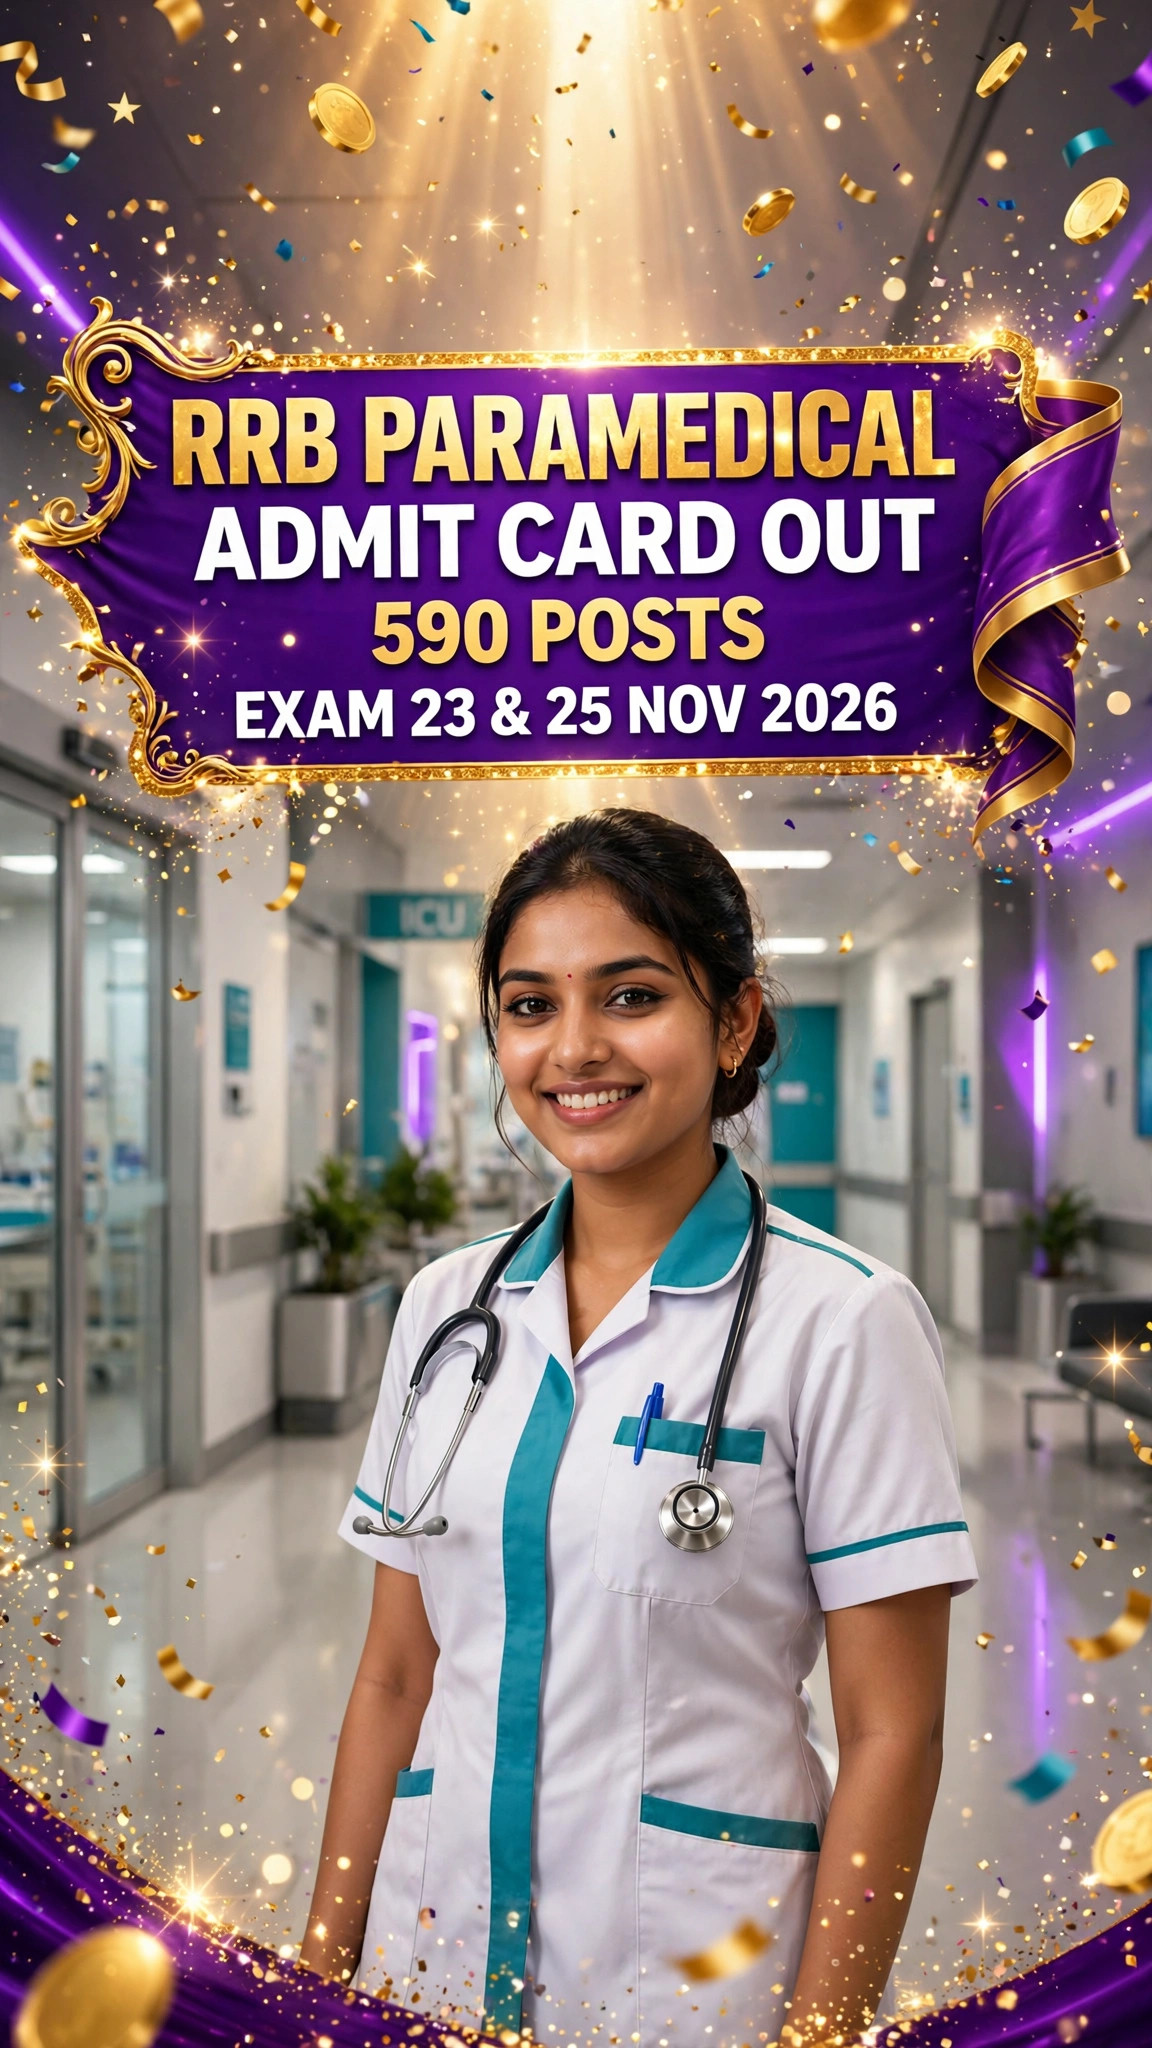 RRB PARAMEDICAL
ADMIT CARD OUT
590 POSTS
EXAM 23 & 25 NOV 2026
ICU